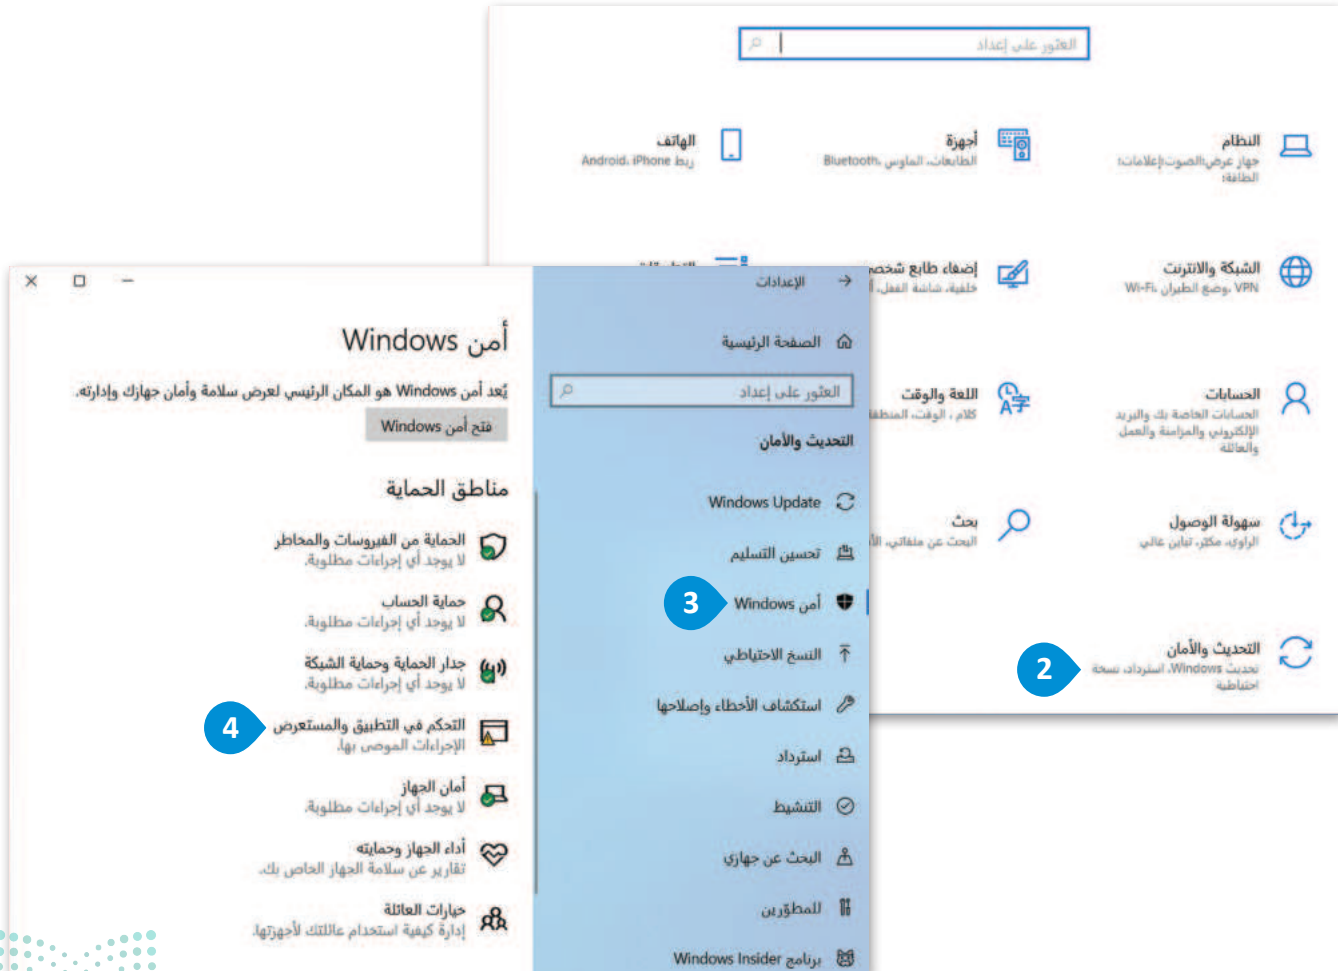 العثور على إعداد
النظام
جهاز عرض،الصوت،إعلامات،
الطاقة،
أجهزة
الطابعات، الماوس ،Bluetooth
الهاتف
ربط Android، iPhone
الشبكة والانترنت
VPN ،وضع الطيران ،Wi-Fi
إضفاء طابع شخصي
خلفية، شاشة القفل،
الحسابات
الحسابات الخاصة بك والبريد
الإلكتروني والمزامنة والعمل
والعائلة
اللغة والوقت
كلام ، الوقت، المنطقة
سهولة الوصول
الراوي، مكبّر، تباين عالي
بحث
البحث عن ملفاتي،
2
التحديث والأمان
تحديث Windows، استرداد، نسخة
احتياطية
الإعدادات
الصفحة الرئيسية
العثور على إعداد
التحديث والأمان
Windows Update
تحسين التسليم
3
أمن Windows
النسخ الاحتياطي
استكشاف الأخطاء وإصلاحها
استرداد
التنشيط
البحث عن جهازي
للمطوّرين
برنامج Windows Insider
أمن Windows
يُعد أمن Windows هو المكان الرئيسي لعرض سلامة وأمان جهازك وإدارته.
فتح أمن Windows
مناطق الحماية
الحماية من الفيروسات والمخاطر
لا يوجد أي إجراءات مطلوبة.
حماية الحساب
لا يوجد أي إجراءات مطلوبة.
جدار الحماية وحماية الشبكة
لا يوجد أي إجراءات مطلوبة.
4
التحكم في التطبيق والمستعرض
الإجراءات الموصى بها.
أمان الجهاز
لا يوجد أي إجراءات مطلوبة.
أداء الجهاز وحمايته
تقارير عن سلامة الجهاز الخاص بك.
خيارات العائلة
إدارة كيفية استخدام عائلتك لأجهزتها.